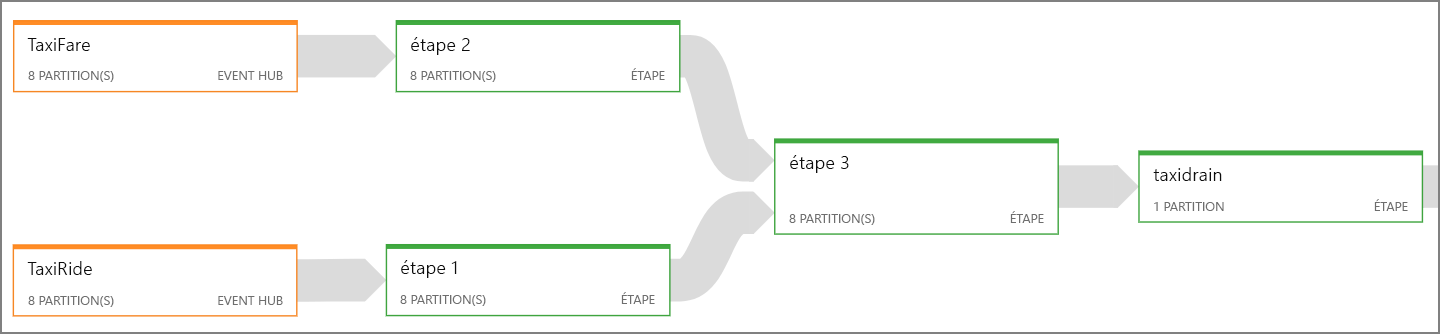 TaxiFare
8 PARTITION(S) EVENT HUB
étape 2
8 PARTITION(S) ÉTAPE
étape 3
8 PARTITION(S) ÉTAPE
taxidrain
1 PARTITION ÉTAPE
TaxiRide
8 PARTITION(S) EVENT HUB
étape 1
8 PARTITION(S) ÉTAPE